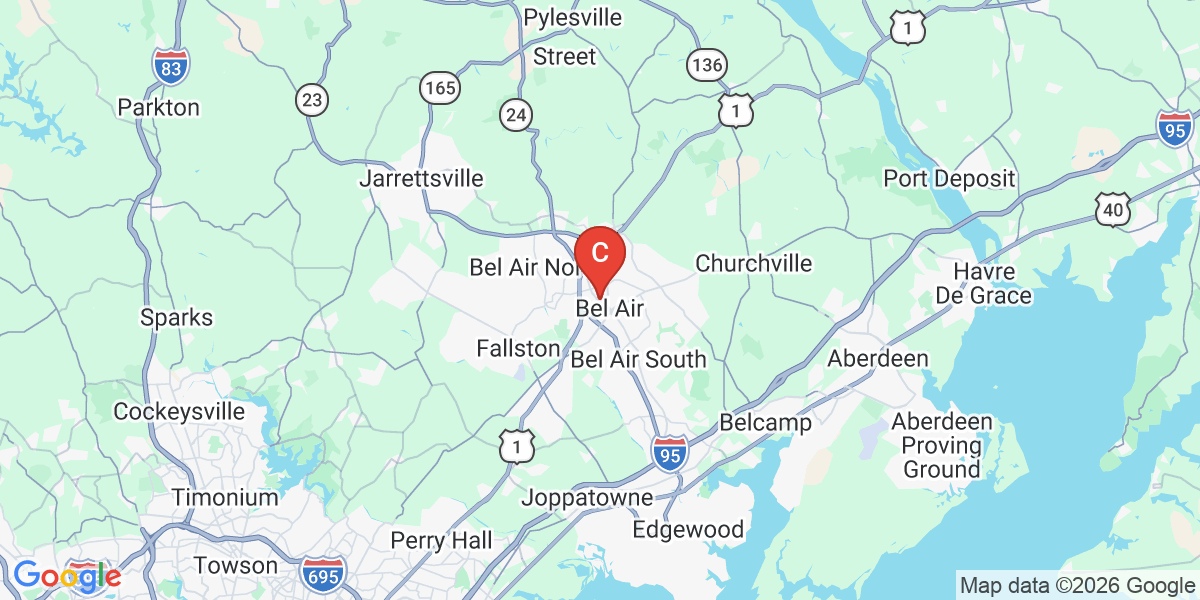 Pylesville
1
Street
83
136
165
Parkton
23
24
1
95
Jarrettsville
Port Deposit
40
C
Bel Air Nor
Churchville
Havre
De Grace
Bel Air
Sparks
Fallston
Bel Air South
Aberdeen
Cockeysville
Belcamp
Aberdeen
Proving
Ground
1
95
Timonium
Joppatowne
Edgewood
Perry Hall
Towson
695
Google
Map data ©2026 Google